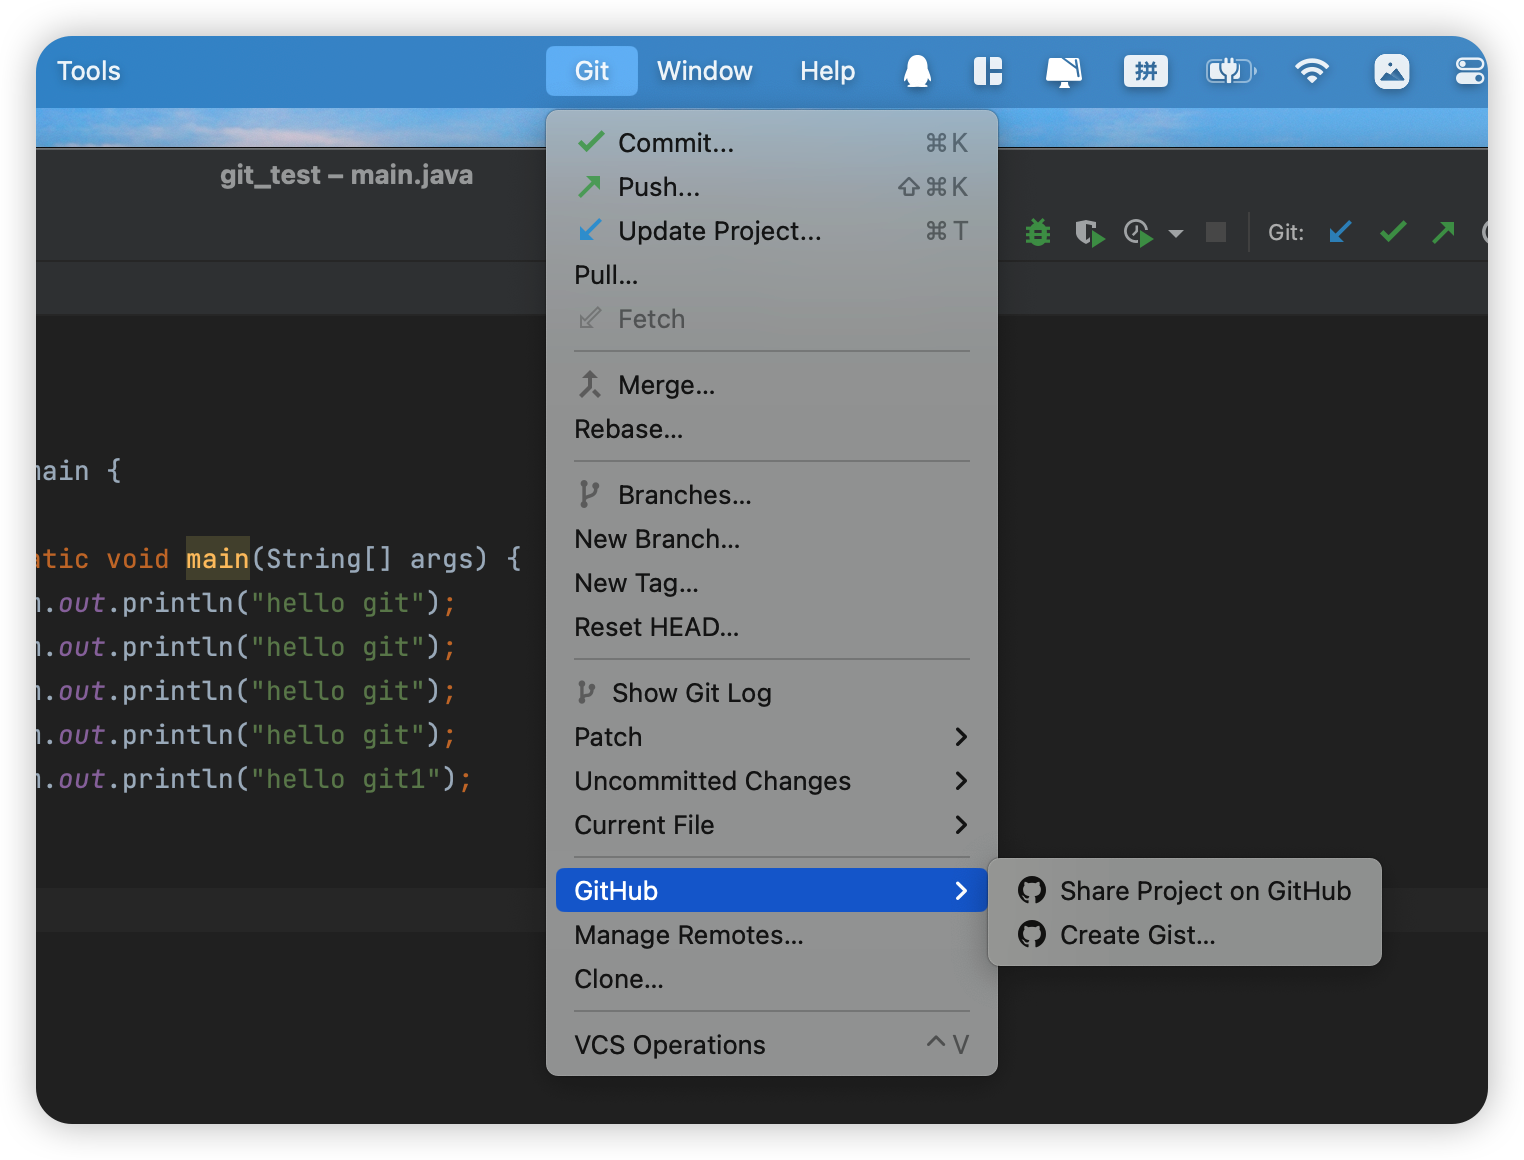 Tools Git Window Help 拼
git_test – main.java
Git:
Commit... ⌘K
Push... ⇧⌘K
Update Project... ⌘T
Pull...
Fetch
Merge...
Rebase...
Branches...
New Branch...
New Tag...
Reset HEAD...
Show Git Log
Patch
Uncommitted Changes
Current File
GitHub
Manage Remotes...
Clone...
VCS Operations ^V
Share Project on GitHub
Create Gist...
main {
atic void main(String[] args) {
.out.println("hello git");
.out.println("hello git");
.out.println("hello git");
.out.println("hello git");
.out.println("hello git1");